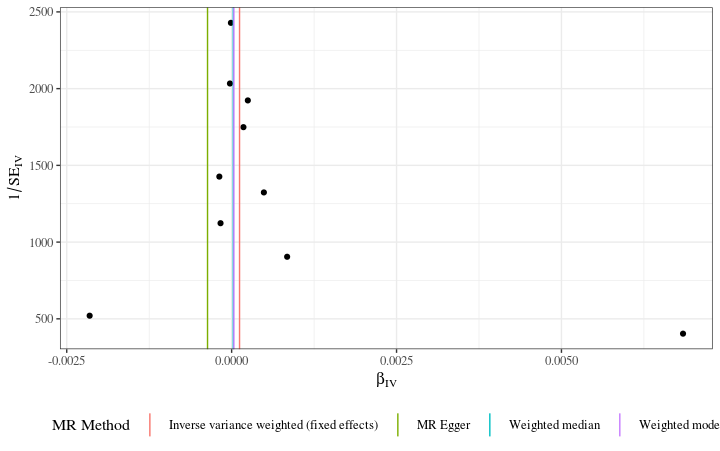 2500
2000
1500
1000
500
1/SE_IV
-0.0025 0.0000 0.0025 0.0050
β_IV
MR Method Inverse variance weighted (fixed effects) MR Egger Weighted median Weighted mode